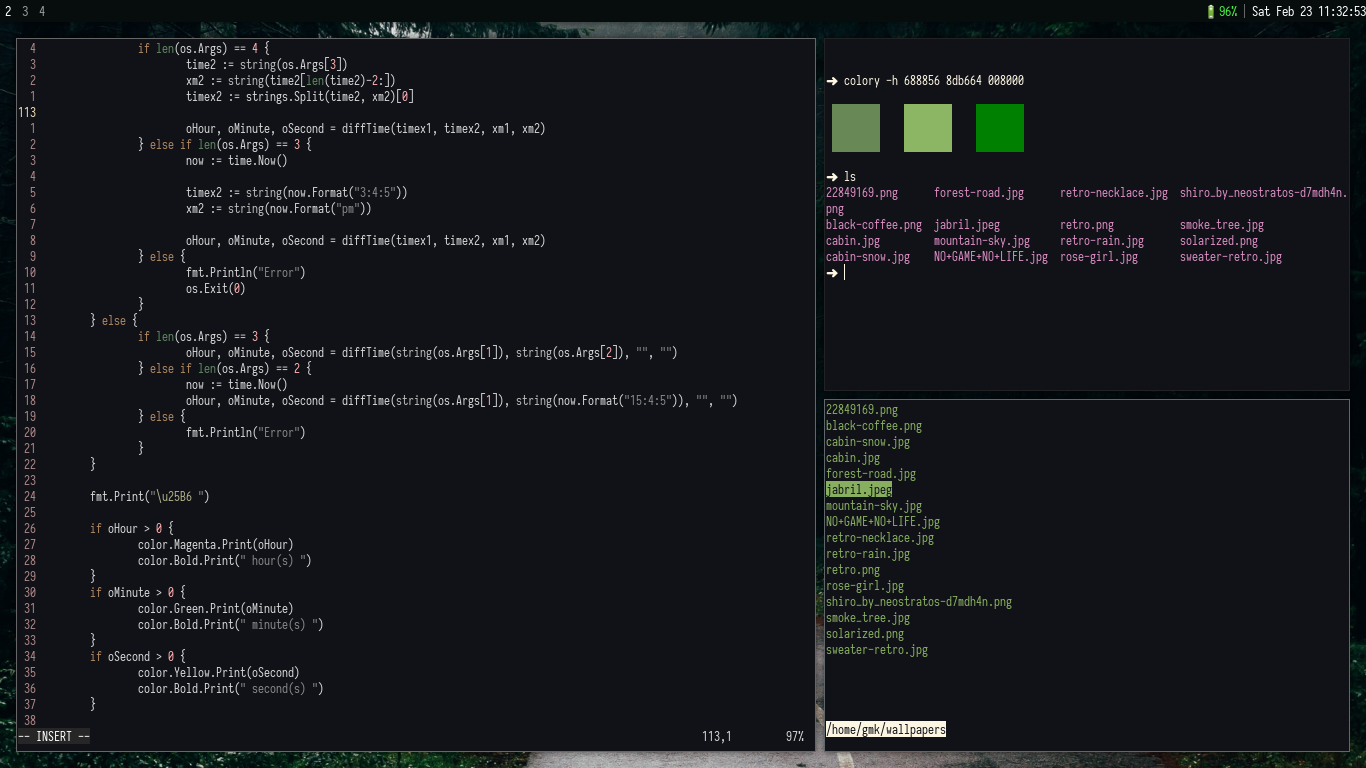 2 3 4
96% | Sat Feb 23 11:32:53
4 if len(os.Args) == 4 {
3 time2 := string(os.Args[3])
2 xm2 := string(time2[len(time2)-2:])
1 timex2 := strings.Split(time2, xm2)[0]
113
1 oHour, oMinute, oSecond = diffTime(timex1, timex2, xm1, xm2)
2 } else if len(os.Args) == 3 {
3 now := time.Now()
4
5 timex2 := string(now.Format("3:4:5"))
6 xm2 := string(now.Format("pm"))
7
8 oHour, oMinute, oSecond = diffTime(timex1, timex2, xm1, xm2)
9 } else {
10 fmt.Println("Error")
11 os.Exit(0)
12 }
13 } else {
14 if len(os.Args) == 3 {
15 oHour, oMinute, oSecond = diffTime(string(os.Args[1]), string(os.Args[2]), "", "")
16 } else if len(os.Args) == 2 {
17 now := time.Now()
18 oHour, oMinute, oSecond = diffTime(string(os.Args[1]), string(now.Format("15:4:5")), "", "")
19 } else {
20 fmt.Println("Error")
21 }
22 }
23
24 fmt.Print("\u25B6 ")
25
26 if oHour > 0 {
27 color.Magenta.Print(oHour)
28 color.Bold.Print(" hour(s) ")
29 }
30 if oMinute > 0 {
31 color.Green.Print(oMinute)
32 color.Bold.Print(" minute(s) ")
33 }
34 if oSecond > 0 {
35 color.Yellow.Print(oSecond)
36 color.Bold.Print(" second(s) ")
37 }
38
-- INSERT -- 113,1 97%
➜ colory -h 688856 8db664 008000
➜ ls
22849169.png forest-road.jpg retro-necklace.jpg shiro_by_neostratos-d7mdh4n.
png
black-coffee.png jabril.jpeg retro.png smoke_tree.jpg
cabin.jpg mountain-sky.jpg retro-rain.jpg solarized.png
cabin-snow.jpg NO+GAME+NO+LIFE.jpg rose-girl.jpg sweater-retro.jpg
➜
22849169.png
black-coffee.png
cabin-snow.jpg
cabin.jpg
forest-road.jpg
jabril.jpeg
mountain-sky.jpg
NO+GAME+NO+LIFE.jpg
retro-necklace.jpg
retro-rain.jpg
retro.png
rose-girl.jpg
shiro_by_neostratos-d7mdh4n.png
smoke_tree.jpg
solarized.png
sweater-retro.jpg
/home/gmk/wallpapers